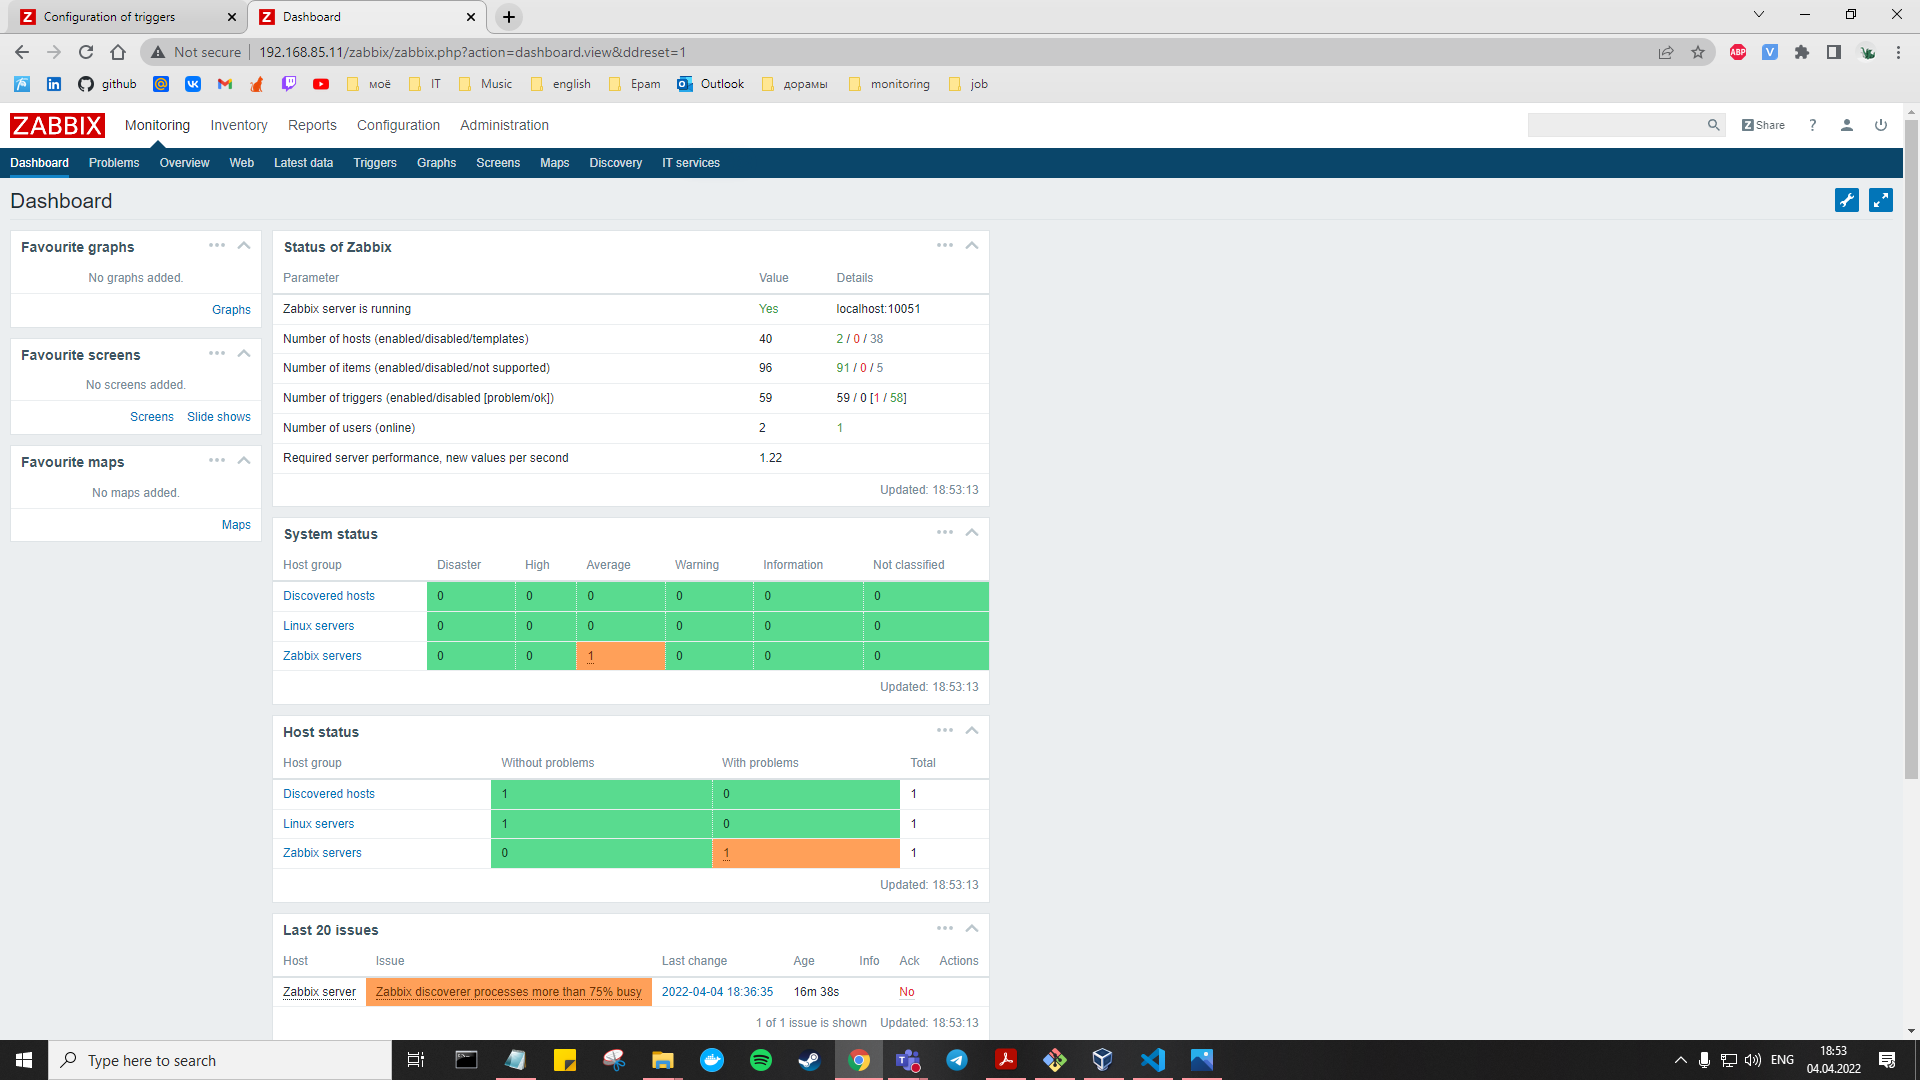 Configuration of triggers
Dashboard
Not secure
192.168.85.11/zabbix/zabbix.php?action=dashboard.view&ddreset=1
github моё IT Music english Epam Outlook дорамы monitoring job
ZABBIX Monitoring Inventory Reports Configuration Administration Share ?
Dashboard Problems Overview Web Latest data Triggers Graphs Screens Maps Discovery IT services
Dashboard
Favourite graphs
No graphs added.
Graphs
Favourite screens
No screens added.
Screens Slide shows
Favourite maps
No maps added.
Maps
Status of Zabbix
Parameter Value Details
Zabbix server is running Yes localhost:10051
Number of hosts (enabled/disabled/templates) 40 2 / 0 / 38
Number of items (enabled/disabled/not supported) 96 91 / 0 / 5
Number of triggers (enabled/disabled [problem/ok]) 59 59 / 0 [1 / 58]
Number of users (online) 2 1
Required server performance, new values per second 1.22
Updated: 18:53:13
System status
Host group Disaster High Average Warning Information Not classified
Discovered hosts 0 0 0 0 0 0
Linux servers 0 0 0 0 0 0
Zabbix servers 0 0 1 0 0 0
Updated: 18:53:13
Host status
Host group Without problems With problems Total
Discovered hosts 1 0 1
Linux servers 1 0 1
Zabbix servers 0 1 1
Updated: 18:53:13
Last 20 issues
Host Issue Last change Age Info Ack Actions
Zabbix server Zabbix discoverer processes more than 75% busy 2022-04-04 18:36:35 16m 38s No
1 of 1 issue is shown Updated: 18:53:13
Type here to search
ENG
18:53
04.04.2022